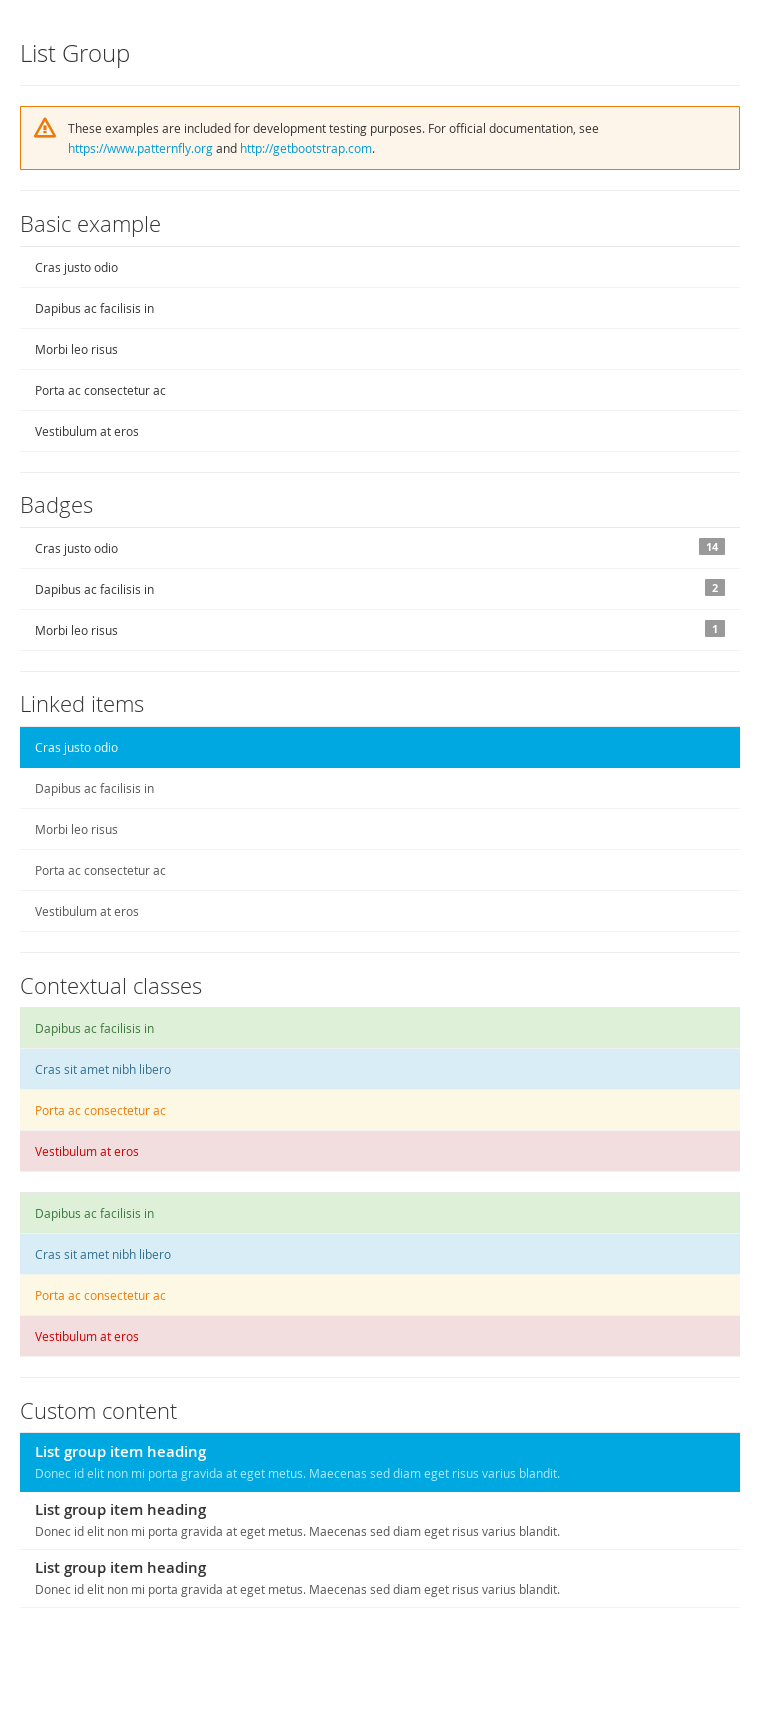 List Group
These examples are included for development testing purposes. For official documentation, see
https://www.patternfly.org and http://getbootstrap.com.
Basic example
Cras justo odio
Dapibus ac facilisis in
Morbi leo risus
Porta ac consectetur ac
Vestibulum at eros
Badges
Cras justo odio 14
Dapibus ac facilisis in 2
Morbi leo risus 1
Linked items
Cras justo odio
Dapibus ac facilisis in
Morbi leo risus
Porta ac consectetur ac
Vestibulum at eros
Contextual classes
Dapibus ac facilisis in
Cras sit amet nibh libero
Porta ac consectetur ac
Vestibulum at eros
Dapibus ac facilisis in
Cras sit amet nibh libero
Porta ac consectetur ac
Vestibulum at eros
Custom content
List group item heading
Donec id elit non mi porta gravida at eget metus. Maecenas sed diam eget risus varius blandit.
List group item heading
Donec id elit non mi porta gravida at eget metus. Maecenas sed diam eget risus varius blandit.
List group item heading
Donec id elit non mi porta gravida at eget metus. Maecenas sed diam eget risus varius blandit.